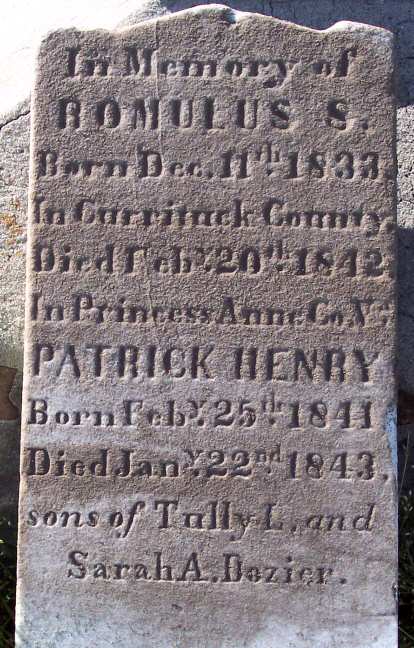 In Memory of
ROMULUS S.
Born Dec. 11th. 1833.
In Currituck County.
Died Feby. 20th. 1842.
In Princess Anne Co. Va;
PATRICK HENRY
Born Feby. 25th. 1841
Died Jany. 22nd. 1843.
sons of Tully L. and
Sarah A. Dozier.